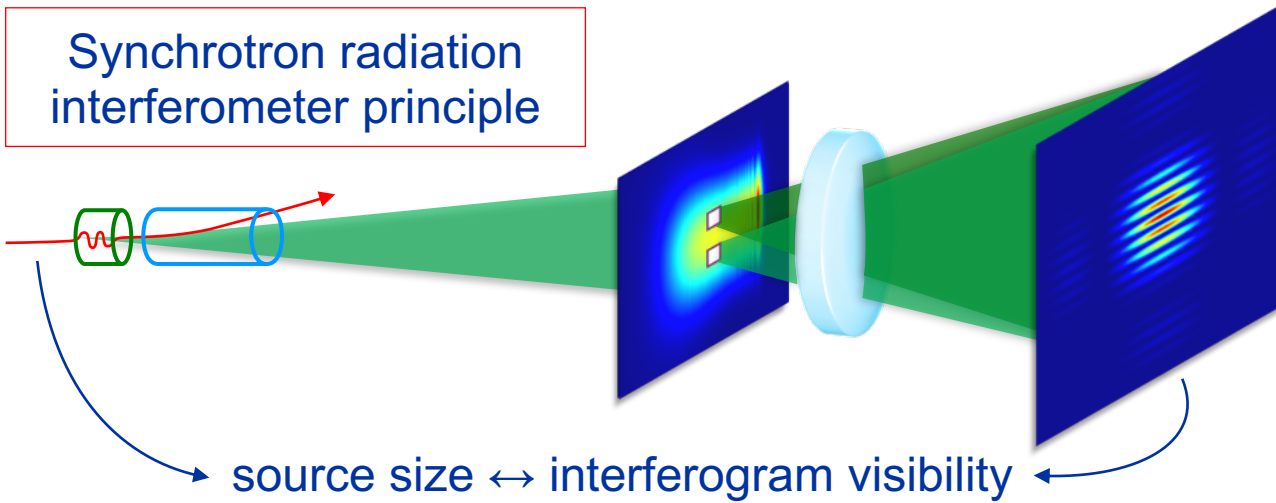 Synchrotron radiation
interferometer principle
source size ↔ interferogram visibility